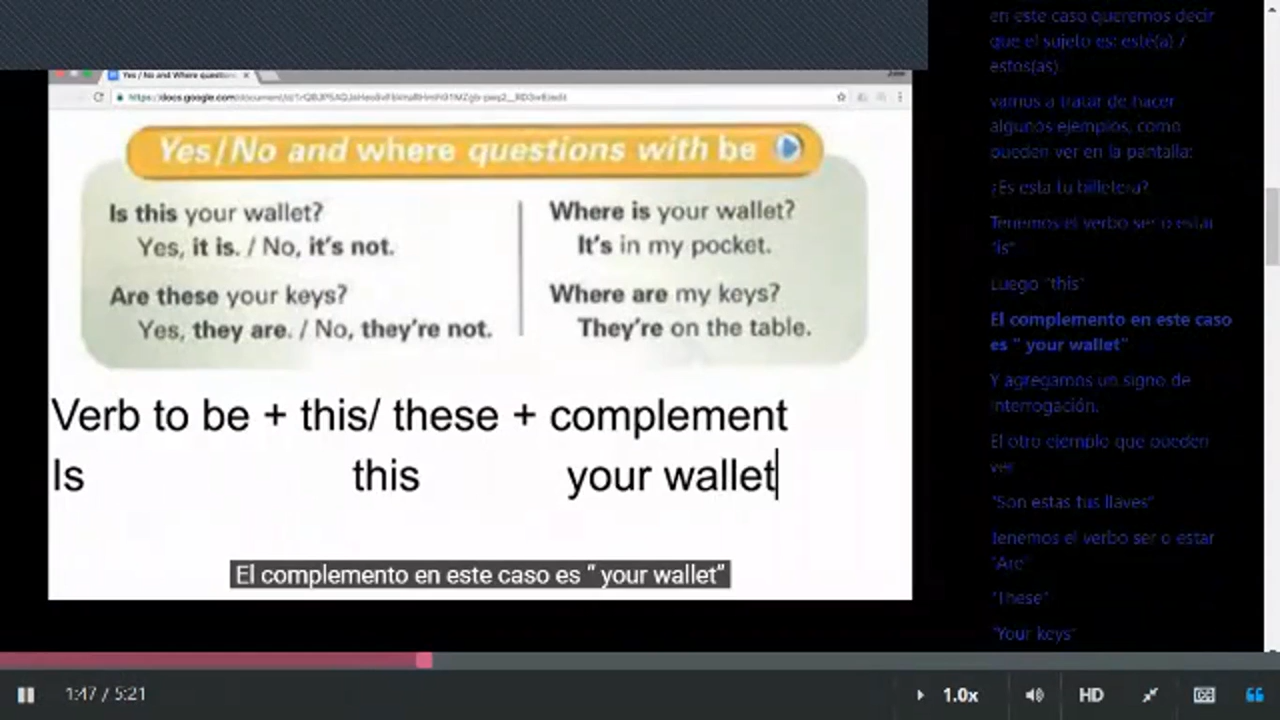 Yes / No and Where question
Yes/No and where questions with be
Is this your wallet?
Yes, it is. / No, it's not.
Are these your keys?
Yes, they are. / No, they're not.
Where is your wallet?
It's in my pocket.
Where are my keys?
They're on the table.
Verb to be + this/ these + complement
Is this your wallet
El complemento en este caso es “ your wallet”
en este caso queremos decir
que el sujeto es: esté(a) /
estos(as).
vamos a tratar de hacer
algunos ejemplos, como
pueden ver en la pantalla:
¿Es esta tu billetera?
Tenemos el verbo ser o estar
“is”
Luego “this”
El complemento en este caso
es “ your wallet”
Y agregamos un signo de
interrogación.
El otro ejemplo que pueden
ver
“Son estas tus llaves”
Tenemos el verbo ser o estar
“Are”
“These”
“Your keys”
1:47 / 5:21
1.0x
HD
CC